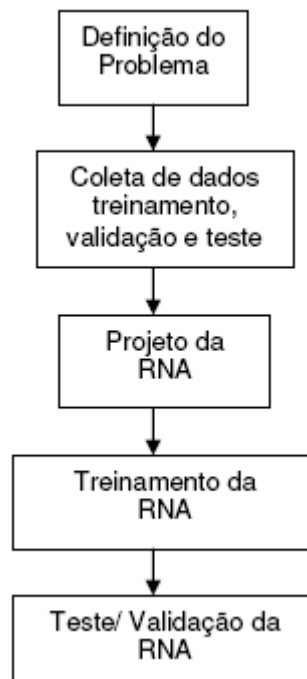 Definição do
Problema
Coleta de dados
treinamento,
validação e teste
Projeto da
RNA
Treinamento da
RNA
Teste/ Validação da
RNA